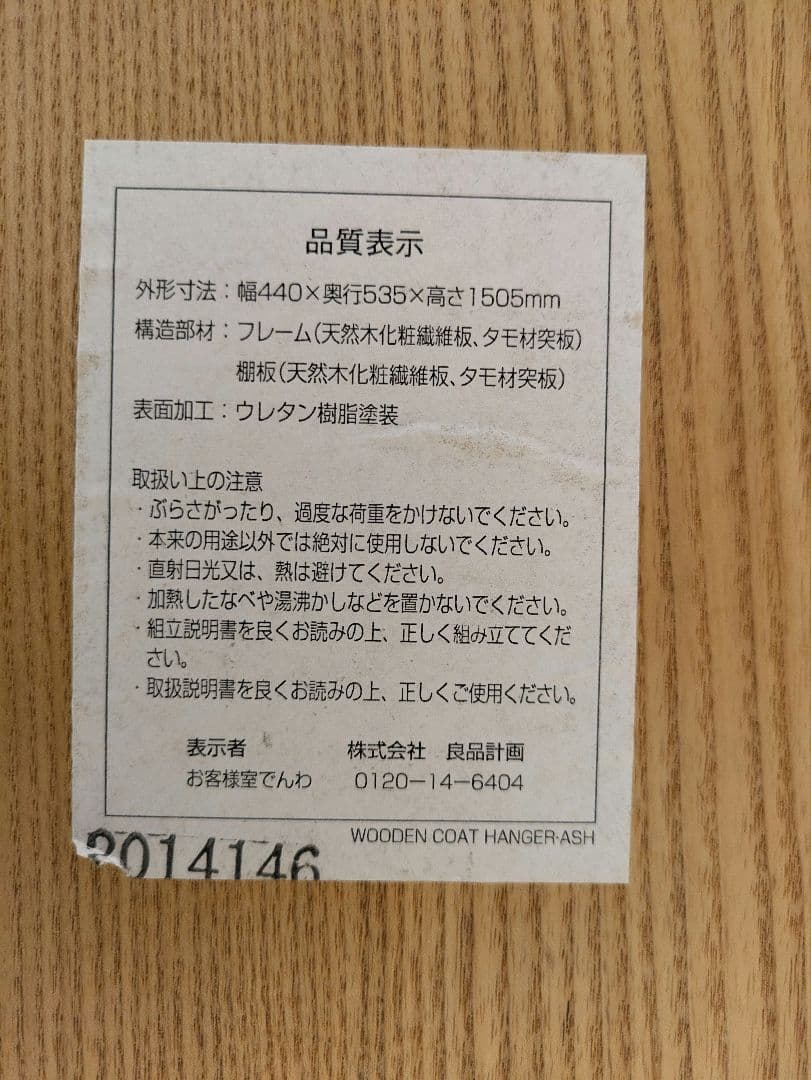 品質表示
外形寸法：幅440×奥行535×高さ1505mm
構造部材：フレーム(天然木化粧繊維板、タモ材突板)
棚板(天然木化粧繊維板、タモ材突板)
表面加工：ウレタン樹脂塗装
取扱い上の注意
・ぶらさがったり、過度な荷重をかけないでください。
・本来の用途以外では絶対に使用しないでください。
・直射日光又は、熱は避けてください。
・加熱したなべや湯沸かしなどを置かないでください。
・組立説明書を良くお読みの上、正しく組み立ててくだ
さい。
・取扱説明書を良くお読みの上、正しくご使用ください。
表示者 株式会社 良品計画
お客様室でんわ 0120-14-6404
WOODEN COAT HANGER·ASH
2014146